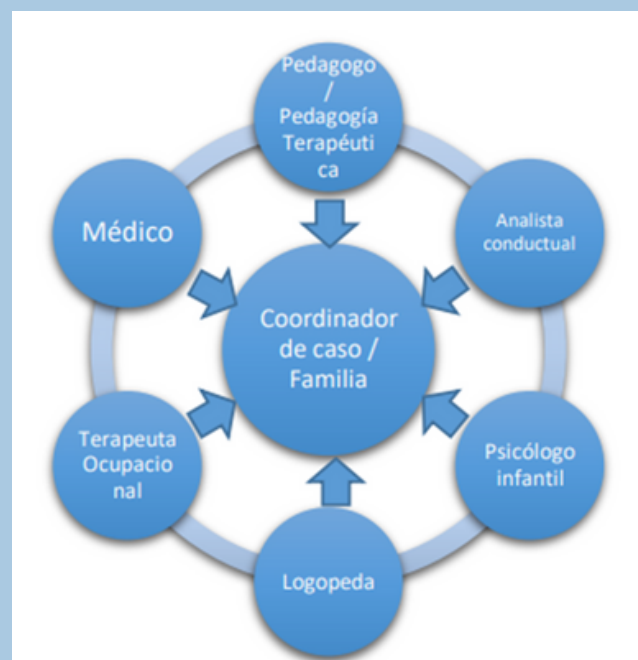 Pedagogo
/
Pedagogía
Terapéuti
ca
Médico
Analista
conductual
Coordinador
de caso /
Familia
Terapeuta
Ocupacio
nal
Psicólogo
infantil
Logopeda